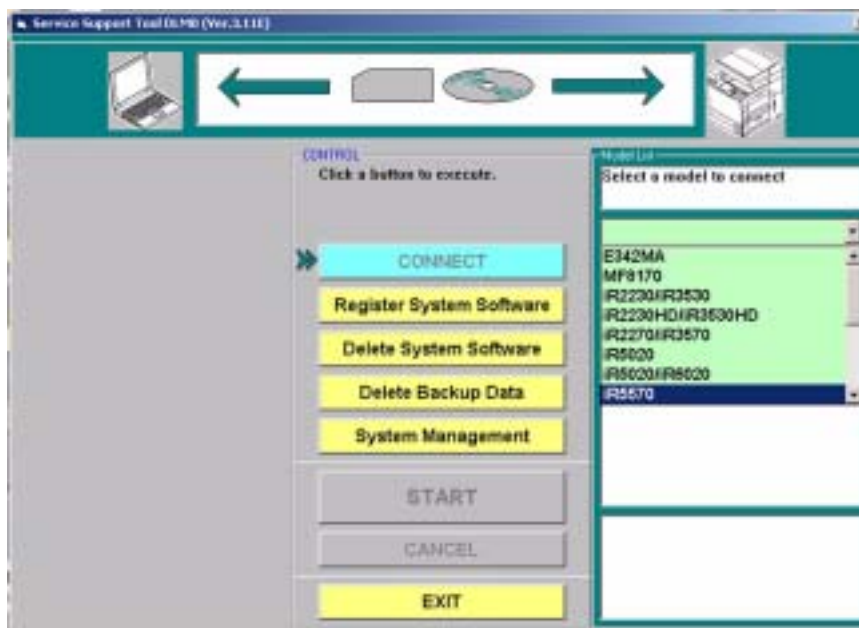 Service Support Tool (Ver.3.11E)
CONTROL
Click a button to execute.
CONNECT
Register System Software
Delete System Software
Delete Backup Data
System Management
START
CANCEL
EXIT
Model List
Select a model to connect
E342MA
MF8170
iR2230/iR3530
iR2230HD/iR3530HD
iR2270/iR3570
iR5020
iR5020/iR6020
iR5570